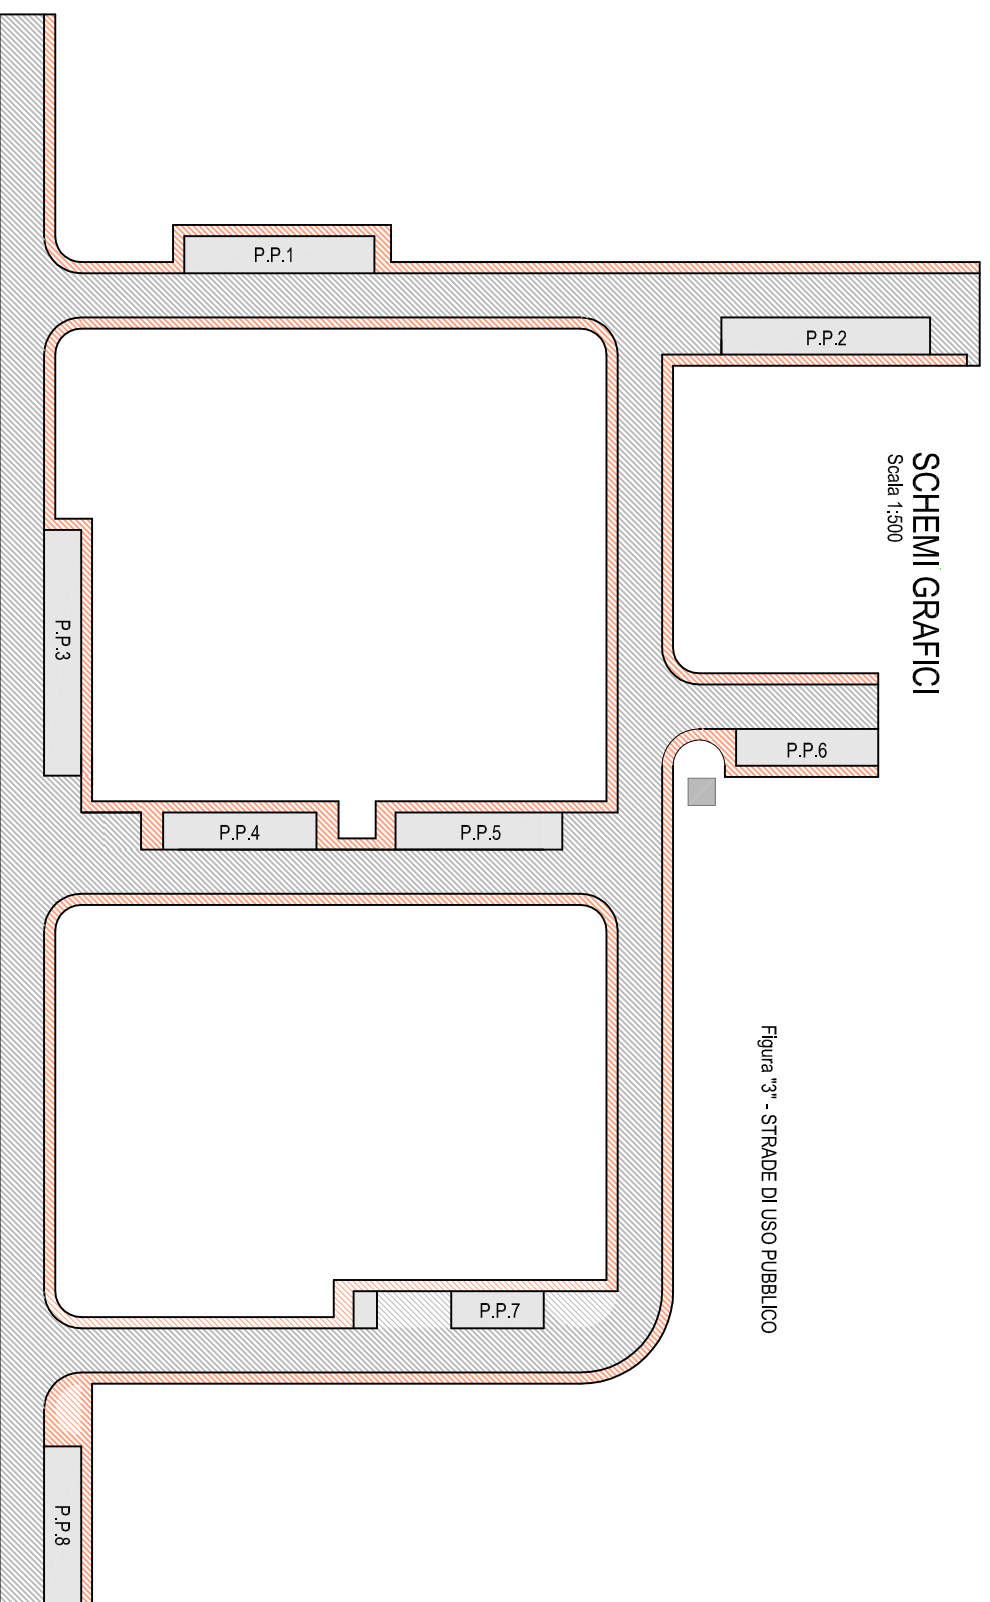 SCHEMI GRAFICI
Scala 1:500
P.P.1
P.P.2
P.P.3
P.P.4
P.P.5
P.P.6
P.P.7
P.P.8
Figura "3" - STRADE DI USO PUBBLICO